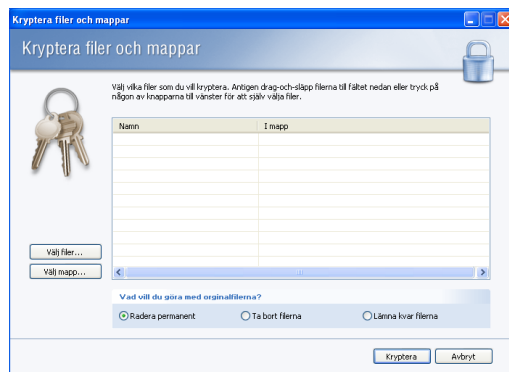 Kryptera filer och mappar
Kryptera filer och mappar
Välj vilka filer som du vill kryptera. Antigen drag-och-släpp filerna till fältet nedan eller tryck på
någon av knapparna till vänster för att själv välja filer.
Namn I mapp
Välj filer...
Välj mapp...
Vad vill du göra med orginalfilerna?
Radera permanent Ta bort filerna Lämna kvar filerna
Kryptera Avbryt